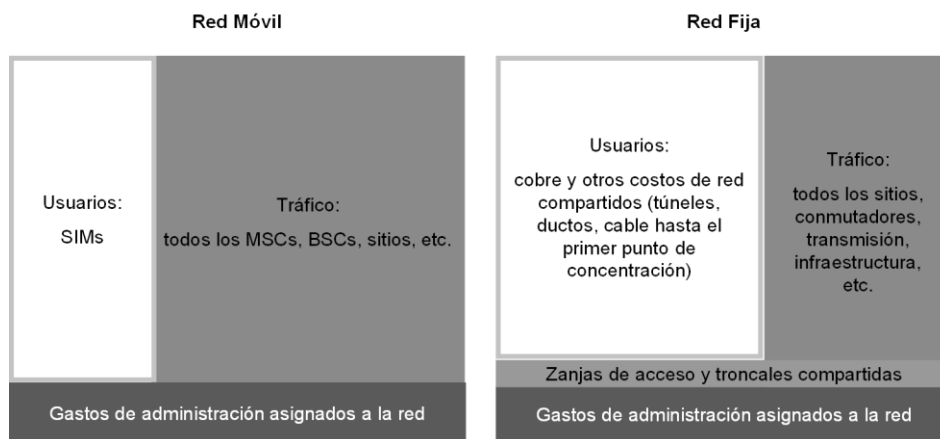 Red Móvil
Usuarios:
SIMs
Tráfico:
todos los MSCs, BSCs, sitios, etc.
Gastos de administración asignados a la red
Red Fija
Usuarios:
cobre y otros costos de red
compartidos (túneles,
ductos, cable hasta el
primer punto de
concentración)
Tráfico:
todos los sitios,
conmutadores,
transmisión,
infraestructura,
etc.
Zanjas de acceso y troncales compartidas
Gastos de administración asignados a la red